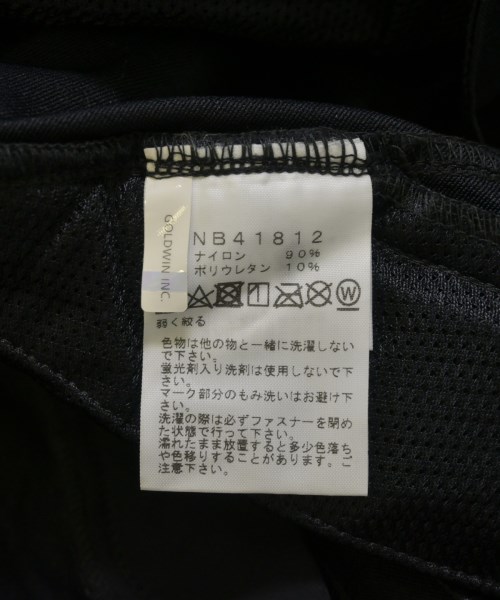 GOLDWIN INC.
NB41812
ナイロン 90%
ポリウレタン 10%
弱く絞る
色物は他の物と一緒に洗濯しない
で下さい。
蛍光剤入り洗剤は使用しないで下
さい。
マーク部分のもみ洗いはお避け下
さい。
洗濯の際は必ずファスナーを閉め
た状態で行って下さい。
濡れたまま放置すると多少色落ち
や色移りすることがあります。ご
注意下さい。